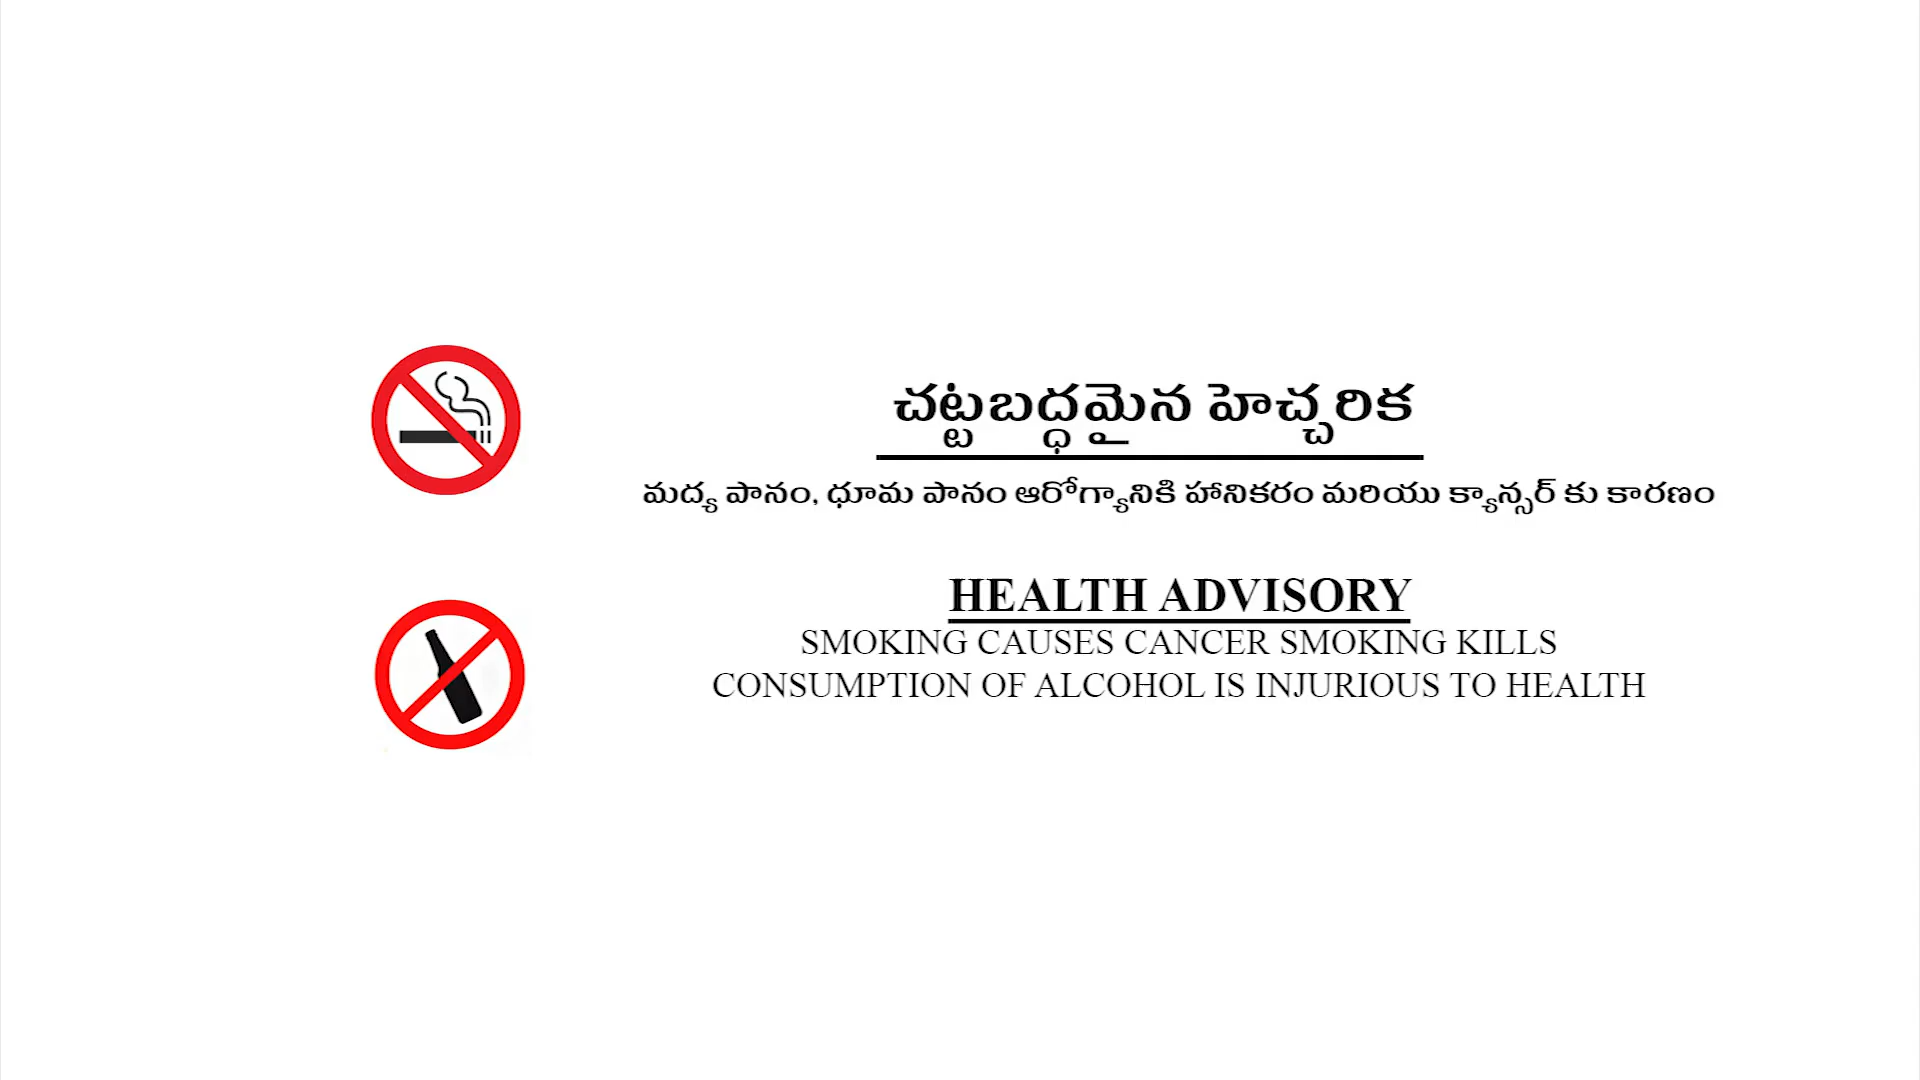 చట్టబద్ధమైన హెచ్చరిక
మద్య పానం, ధూమ పానం ఆరోగ్యానికి హానికరం మరియు క్యాన్సర్ కు కారణం
HEALTH ADVISORY
SMOKING CAUSES CANCER SMOKING KILLS
CONSUMPTION OF ALCOHOL IS INJURIOUS TO HEALTH